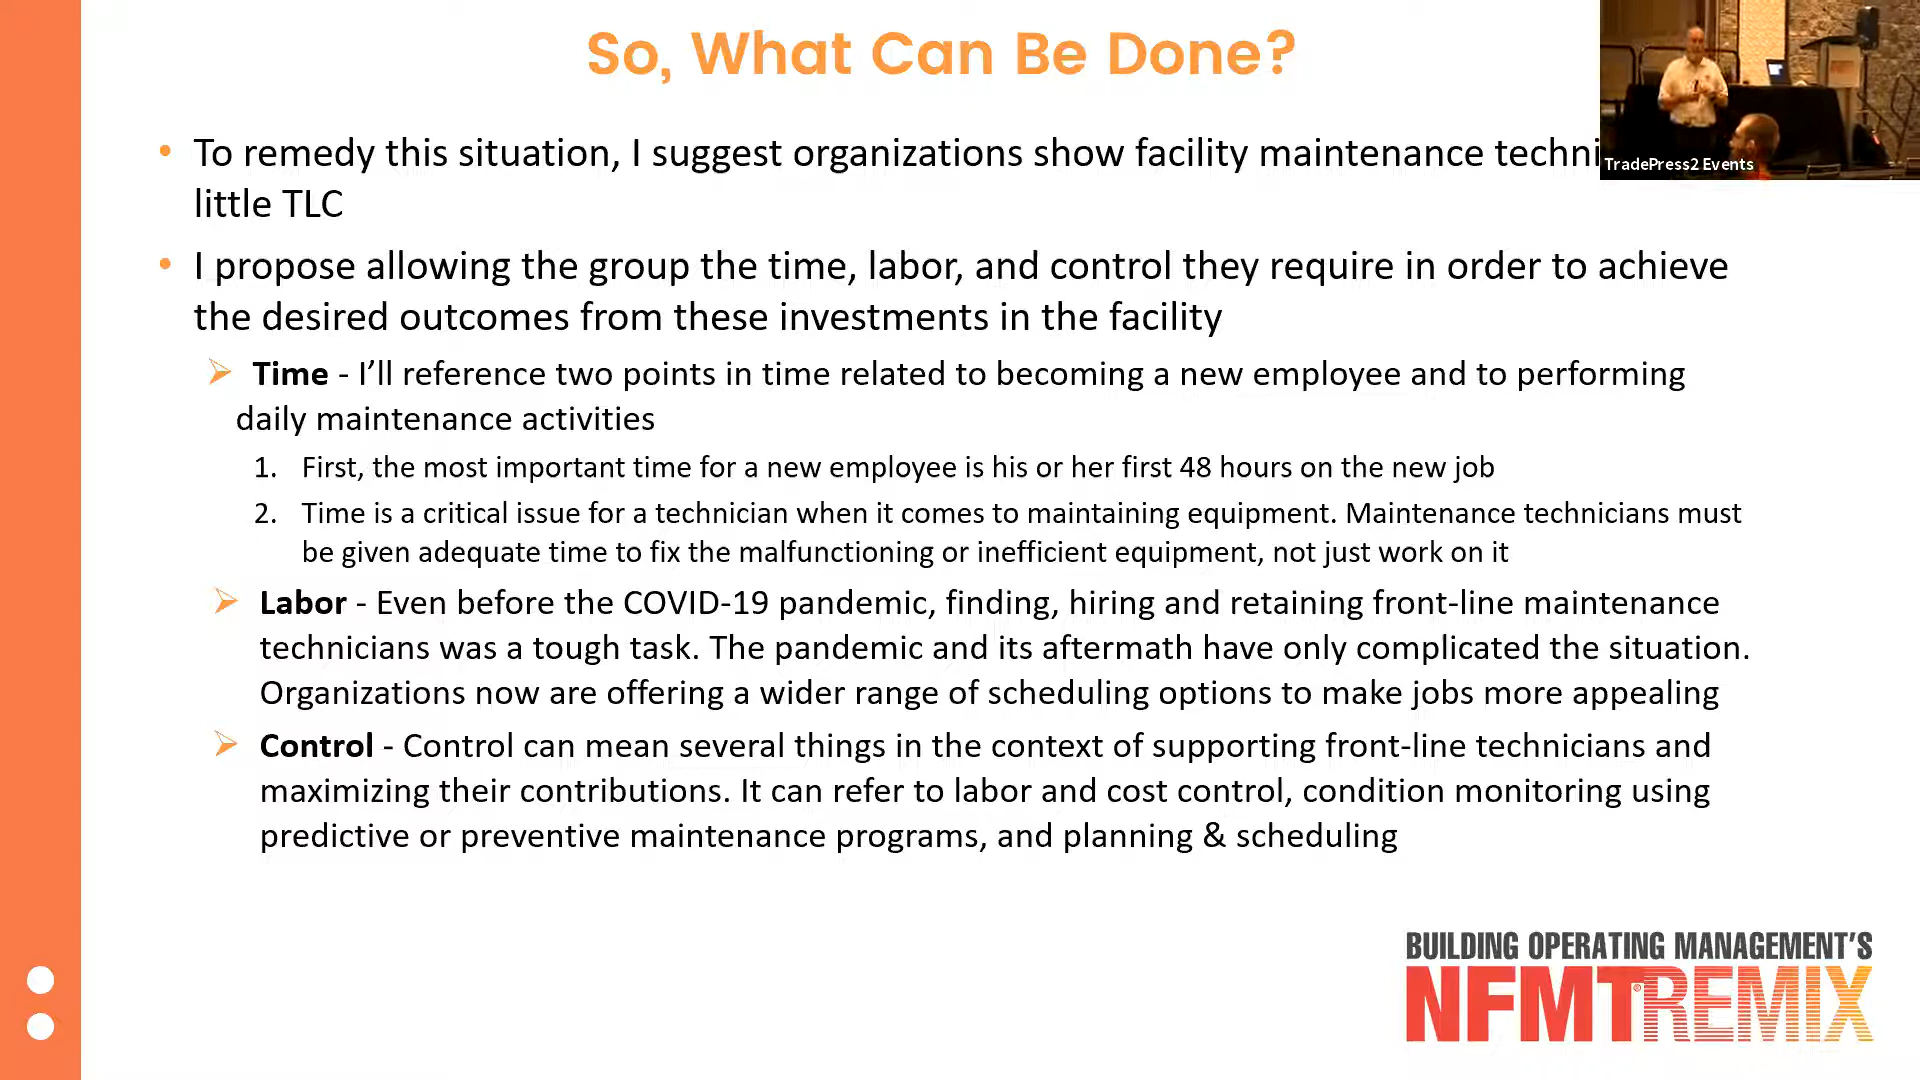 So, What Can Be Done?
• To remedy this situation, I suggest organizations show facility maintenance
little TLC
TradePress2 Events
• I propose allowing the group the time, labor, and control they require in order to achieve
the desired outcomes from these investments in the facility
➢ Time - I’ll reference two points in time related to becoming a new employee and to performing
daily maintenance activities
1. First, the most important time for a new employee is his or her first 48 hours on the new job
2. Time is a critical issue for a technician when it comes to maintaining equipment. Maintenance technicians must
be given adequate time to fix the malfunctioning or inefficient equipment, not just work on it
➢ Labor - Even before the COVID-19 pandemic, finding, hiring and retaining front-line maintenance
technicians was a tough task. The pandemic and its aftermath have only complicated the situation.
Organizations now are offering a wider range of scheduling options to make jobs more appealing
➢ Control - Control can mean several things in the context of supporting front-line technicians and
maximizing their contributions. It can refer to labor and cost control, condition monitoring using
predictive or preventive maintenance programs, and planning & scheduling
BUILDING OPERATING MANAGEMENT’S
NFMT®REMIX